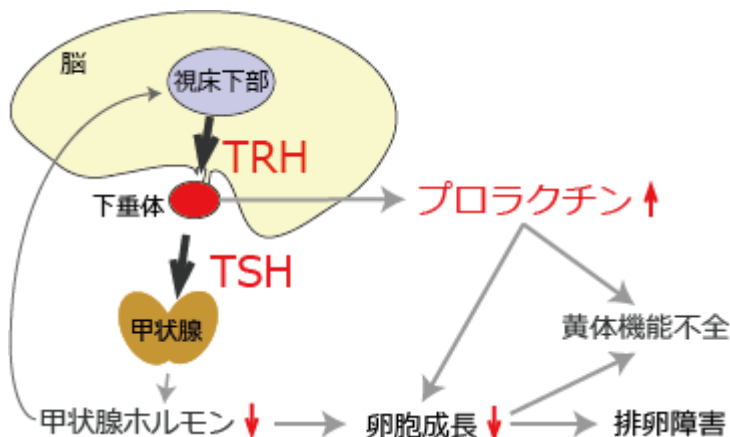 脳
視床下部
TRH
下垂体
プロラクチン
TSH
甲状腺
黄体機能不全
甲状腺ホルモン
卵胞成長
排卵障害